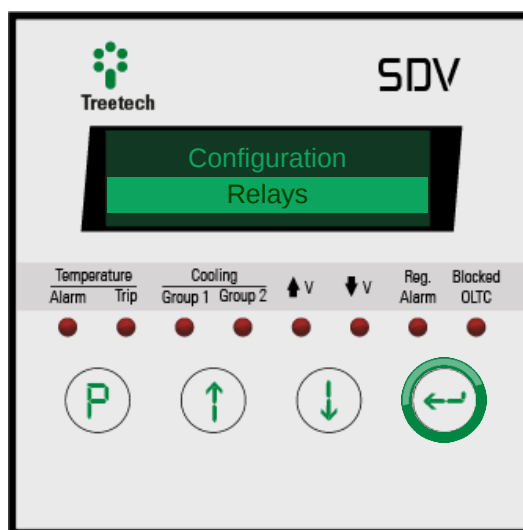 Treetech
SDV
Configuration
Relays
Temperature
Alarm Trip
Cooling
Group 1 Group 2
V
V
Reg.
Alarm
Blocked
OLTC
P